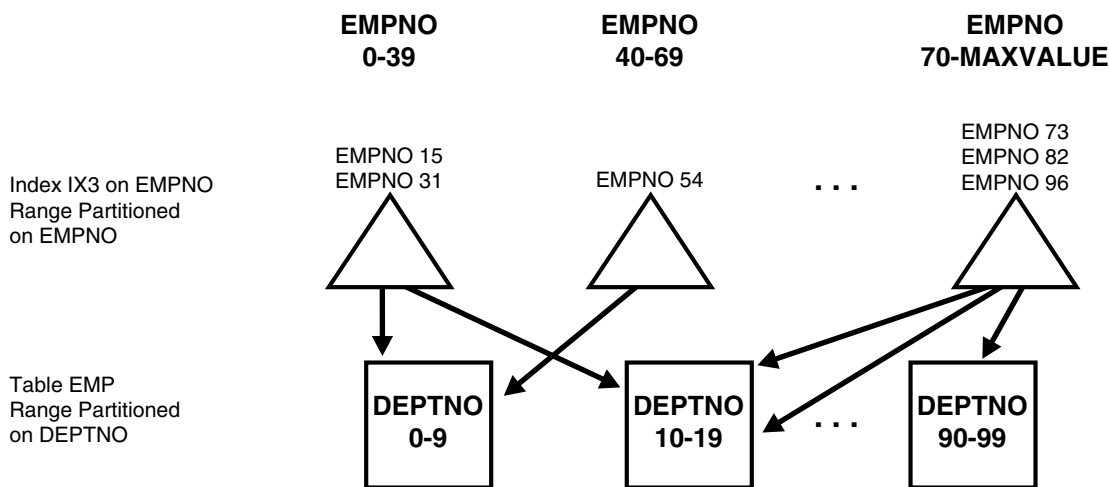 EMPNO
0-39
EMPNO
40-69
EMPNO
70-MAXVALUE
Index IX3 on EMPNO
Range Partitioned
on EMPNO
EMPNO 15
EMPNO 31
EMPNO 54
. . .
EMPNO 73
EMPNO 82
EMPNO 96
Table EMP
Range Partitioned
on DEPTNO
DEPTNO
0-9
DEPTNO
10-19
. . .
DEPTNO
90-99